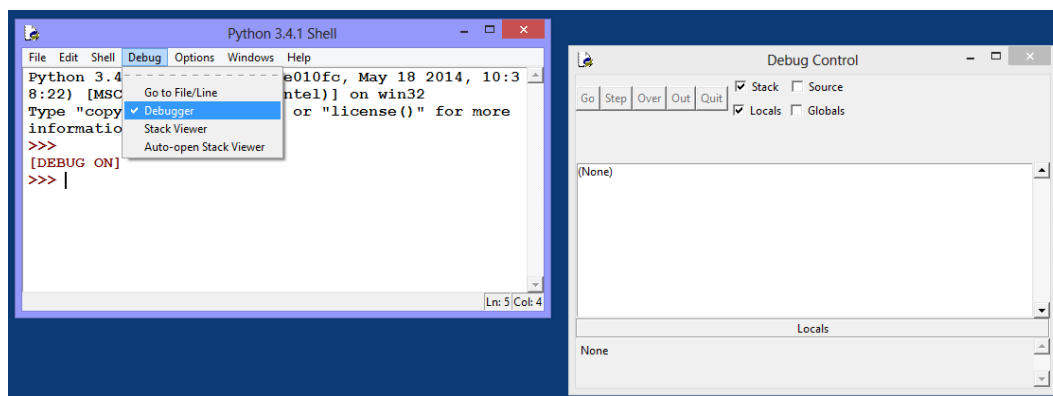 Python 3.4.1 Shell
File Edit Shell Debug Options Windows Help
Python 3.4 e010fc, May 18 2014, 10:3
8:22) [MSC ntel)] on win32
Type "copy or "license()" for more
informatio
>>>
[DEBUG ON]
>>>
Go to File/Line
Debugger
Stack Viewer
Auto-open Stack Viewer
Ln: 5 Col: 4
Debug Control
Go Step Over Out Quit
Stack Source
Locals Globals
(None)
Locals
None